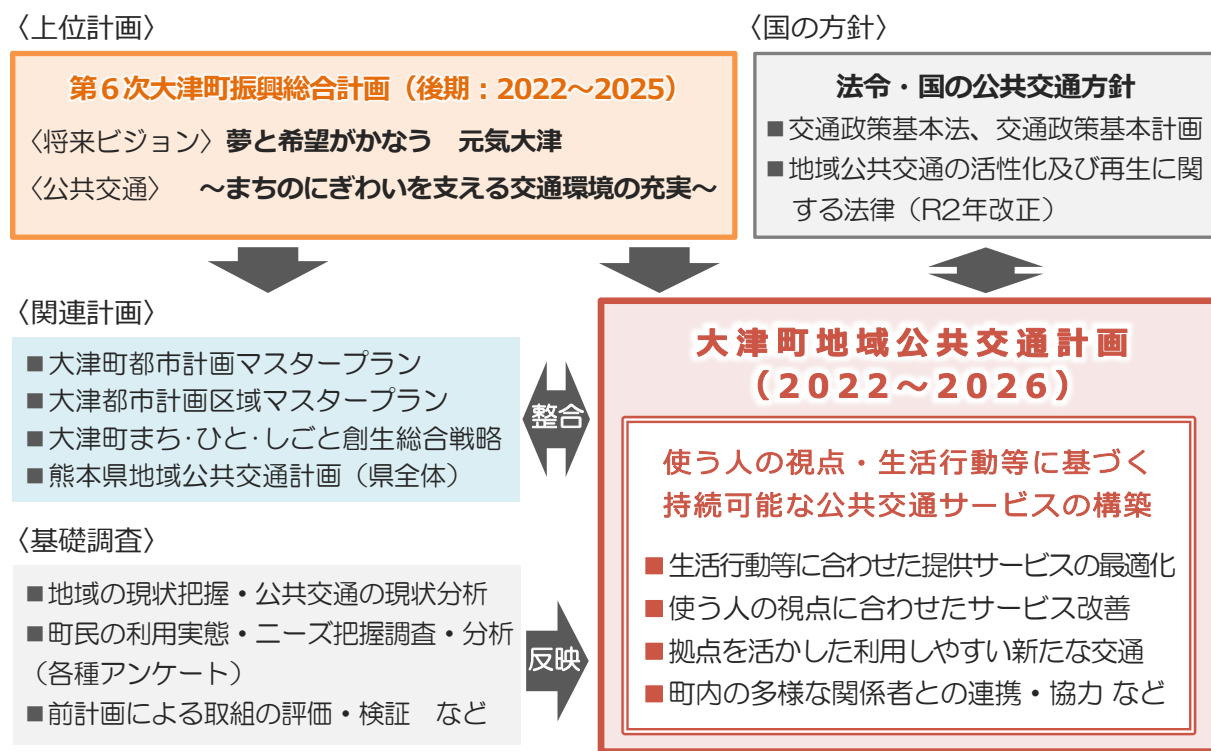 〈上位計画〉
第6次大津町振興総合計画（後期：2022～2025）
〈将来ビジョン〉夢と希望がかなう　元気大津
〈公共交通〉　～まちのにぎわいを支える交通環境の充実～
〈国の方針〉
法令・国の公共交通方針
■交通政策基本法、交通政策基本計画
■地域公共交通の活性化及び再生に関
する法律（R2年改正）
〈関連計画〉
■大津町都市計画マスタープラン
■大津都市計画区域マスタープラン
■大津町まち・ひと・しごと創生総合戦略
■熊本県地域公共交通計画（県全体）
整合
〈基礎調査〉
■地域の現状把握・公共交通の現状分析
■町民の利用実態・ニーズ把握調査・分析
（各種アンケート）
■前計画による取組の評価・検証　など
反映
大津町地域公共交通計画
（2022～2026）
使う人の視点・生活行動等に基づく
持続可能な公共交通サービスの構築
■生活行動等に合わせた提供サービスの最適化
■使う人の視点に合わせたサービス改善
■拠点を活かした利用しやすい新たな交通
■町内の多様な関係者との連携・協力 など